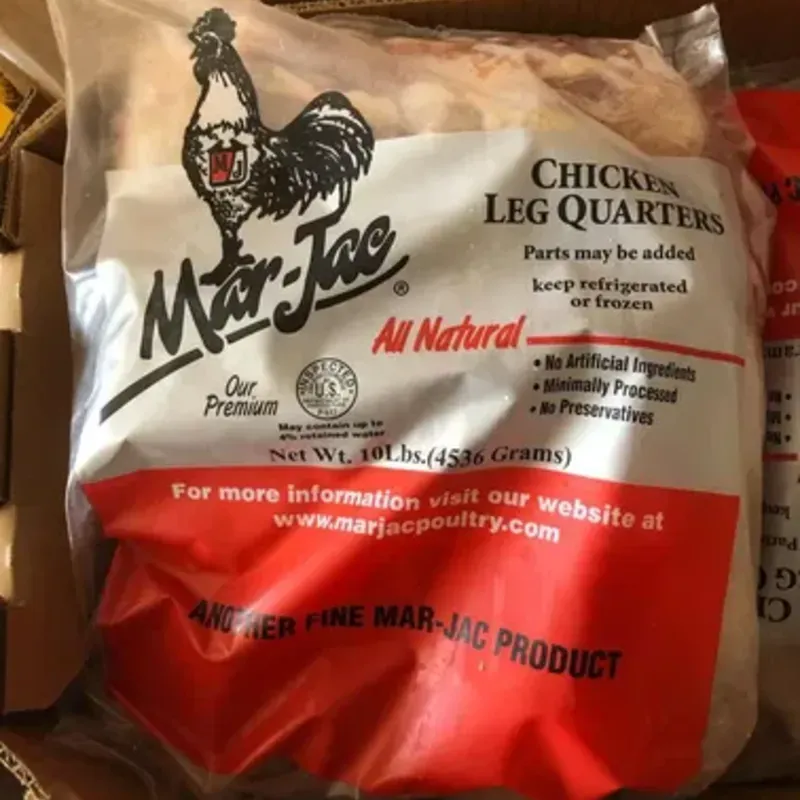 MJ
Mar-Jac®
CHICKEN
LEG QUARTERS
Parts may be added
keep refrigerated
or frozen
All Natural
• No Artificial Ingredients
• Minimally Processed
• No Preservatives
Our
Premium
INSPECTED
U.S.
May contain up to
4% retained water
Net Wt. 10Lbs.(4536 Grams)
For more information visit our website at
www.marjacpoultry.com
ANOTHER FINE MAR-JAC PRODUCT